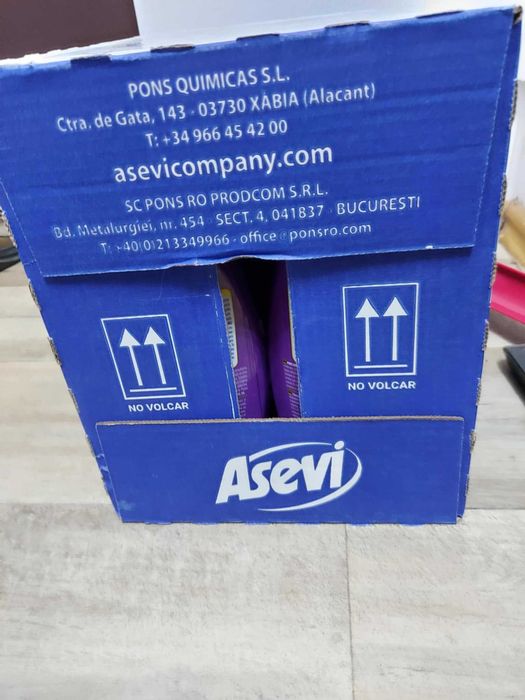 PONS QUIMICAS S.L.
Ctra. de Gata, 143 - 03730 XÀBIA (Alacant)
T: +34 966 45 42 00
asevicompany.com
SC PONS RO PRODCOM S.R.L.
Bd. Metalurgiei, nr. 454 - SECT. 4, 041837 - BUCUREȘTI
T: +40(0)213349966 - office@ponsro.com
NO VOLCAR
NO VOLCAR
Asevi